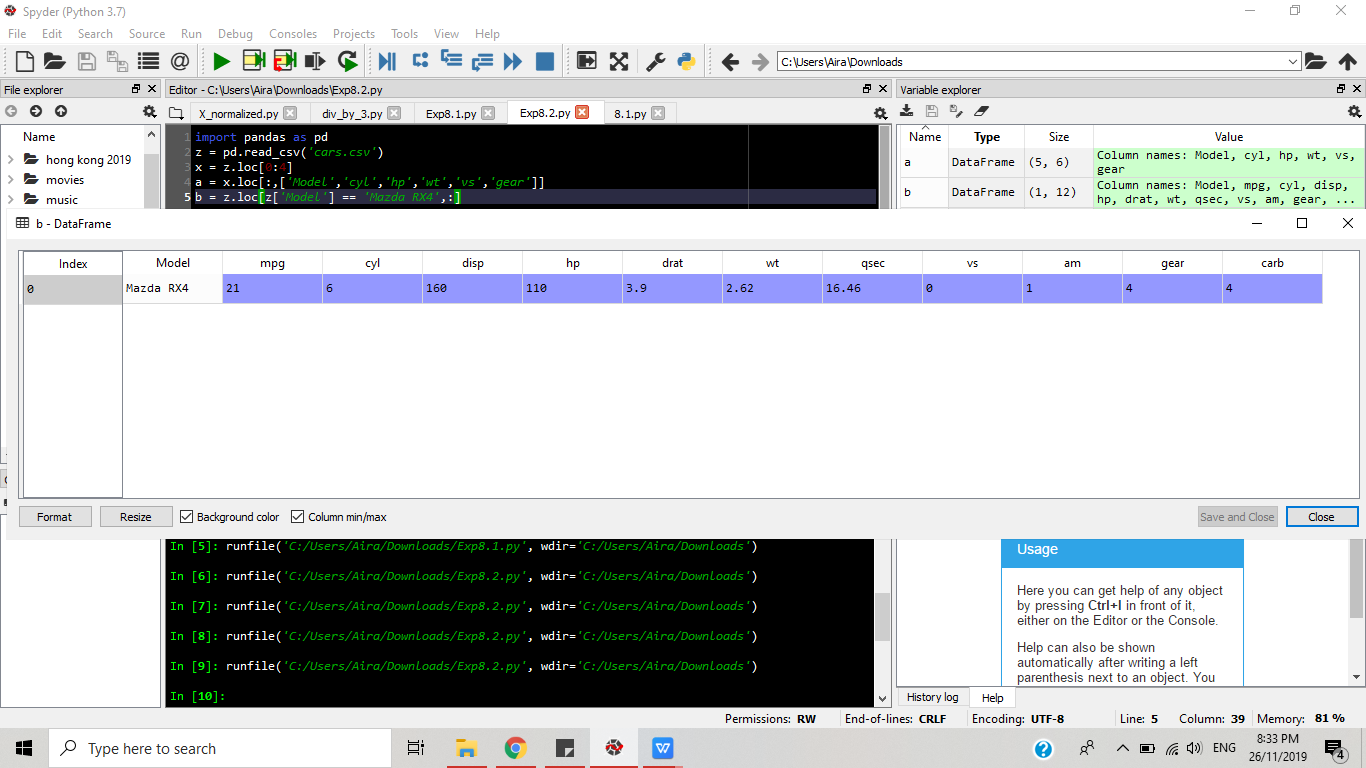 Spyder (Python 3.7)
File Edit Search Source Run Debug Consoles Projects Tools View Help
C:\Users\Aira\Downloads
File explorer
Editor - C:\Users\Aira\Downloads\Exp8.2.py
Variable explorer
X_normalized.py div_by_3.py Exp8.1.py Exp8.2.py 8.1.py
Name
hong kong 2019
movies
music
1 import pandas as pd
2 z = pd.read_csv('cars.csv')
3 x = z.loc[0:4]
4 a = x.loc[:,['Model','cyl','hp','wt','vs','gear']]
5 b = z.loc[z['Model'] == 'Mazda RX4',:]
Name Type Size Value
a DataFrame (5, 6) Column names: Model, cyl, hp, wt, vs,
gear
b DataFrame (1, 12) Column names: Model, mpg, cyl, disp,
hp, drat, wt, qsec, vs, am, gear, ...
b - DataFrame
Index Model mpg cyl disp hp drat wt qsec vs am gear carb
0 Mazda RX4 21 6 160 110 3.9 2.62 16.46 0 1 4 4
Format Resize Background color Column min/max Save and Close Close
In [5]: runfile('C:/Users/Aira/Downloads/Exp8.1.py', wdir='C:/Users/Aira/Downloads')
In [6]: runfile('C:/Users/Aira/Downloads/Exp8.2.py', wdir='C:/Users/Aira/Downloads')
In [7]: runfile('C:/Users/Aira/Downloads/Exp8.2.py', wdir='C:/Users/Aira/Downloads')
In [8]: runfile('C:/Users/Aira/Downloads/Exp8.2.py', wdir='C:/Users/Aira/Downloads')
In [9]: runfile('C:/Users/Aira/Downloads/Exp8.2.py', wdir='C:/Users/Aira/Downloads')
In [10]:
Usage
Here you can get help of any object
by pressing Ctrl+I in front of it,
either on the Editor or the Console.
Help can also be shown
automatically after writing a left
parenthesis next to an object. You
History log Help
Permissions: RW End-of-lines: CRLF Encoding: UTF-8 Line: 5 Column: 39 Memory: 81 %
Type here to search
ENG
8:33 PM
26/11/2019
4